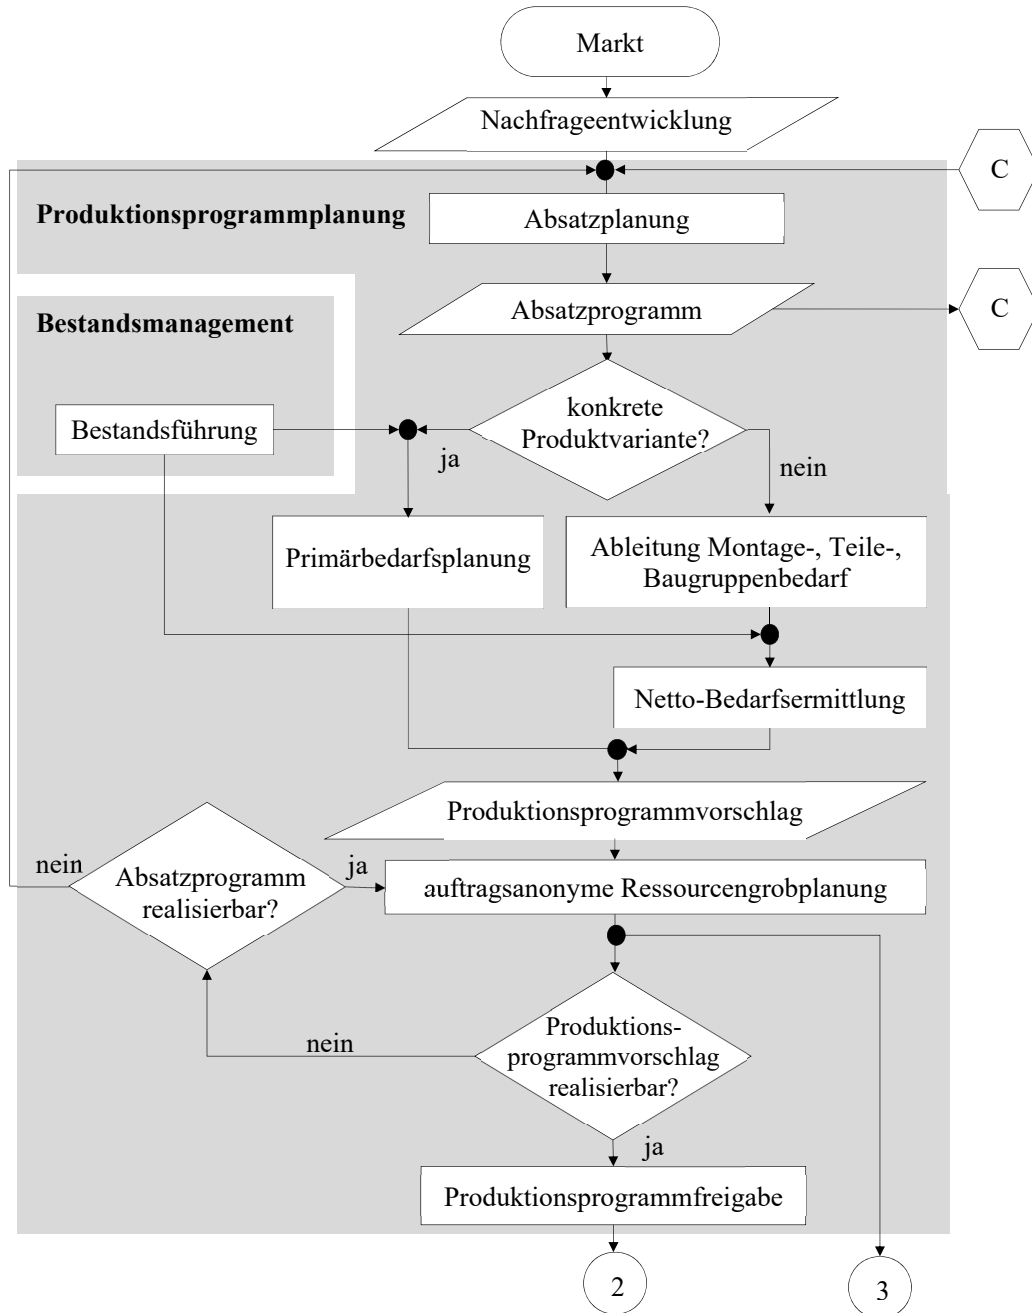 Markt
Nachfrageentwicklung
C
Produktionsprogrammplanung
Absatzplanung
Absatzprogramm
C
Bestandsmanagement
konkrete
Produktvariante?
Bestandsführung
ja
nein
Primärbedarfsplanung
Ableitung Montage-, Teile-,
Baugruppenbedarf
Netto-Bedarfsermittlung
Produktionsprogrammvorschlag
nein
Absatzprogramm
realisierbar?
ja
auftragsanonyme Ressourcengrobplanung
Produktions-
programmvorschlag
realisierbar?
nein
ja
Produktionsprogrammfreigabe
2
3